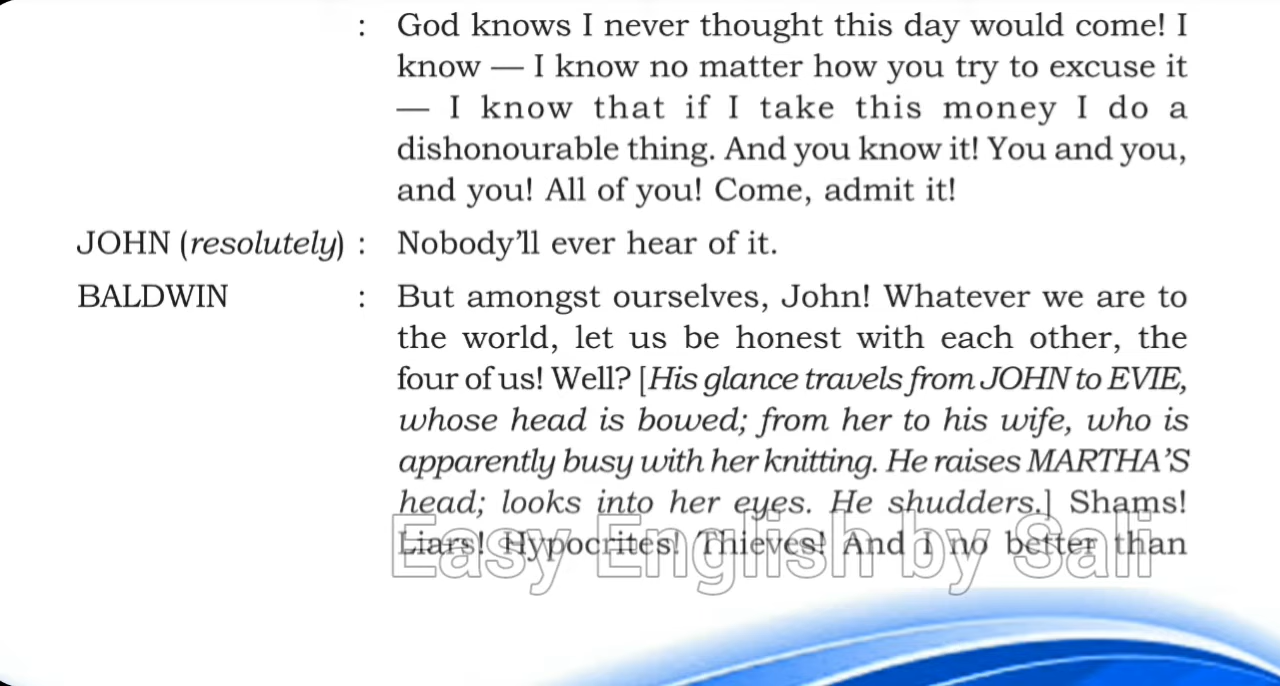 : God knows I never thought this day would come! I
know — I know no matter how you try to excuse it
— I know that if I take this money I do a
dishonourable thing. And you know it! You and you,
and you! All of you! Come, admit it!
JOHN (resolutely) : Nobody'll ever hear of it.
BALDWIN : But amongst ourselves, John! Whatever we are to
the world, let us be honest with each other, the
four of us! Well? [His glance travels from JOHN to EVIE,
whose head is bowed; from her to his wife, who is
apparently busy with her knitting. He raises MARTHA'S
head; looks into her eyes. He shudders.] Shams!
Liars! Hypocrites! Thieves! And I no better than
Easy English by Sali